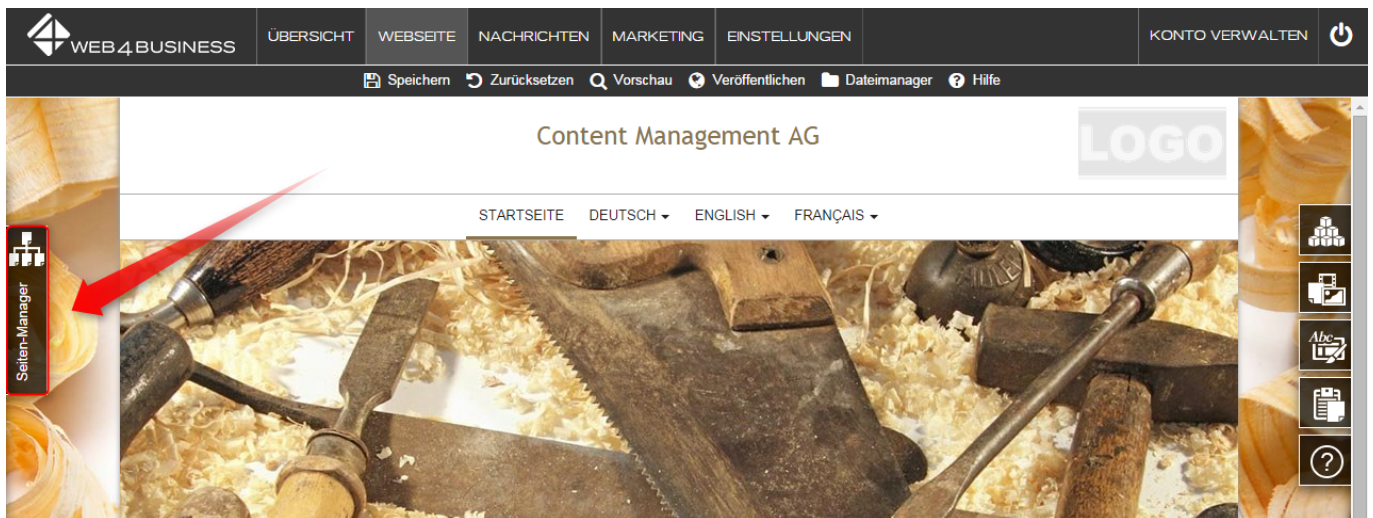 WEB4BUSINESS ÜBERSICHT WEBSEITE NACHRICHTEN MARKETING EINSTELLUNGEN KONTO VERWALTEN
Speichern Zurücksetzen Vorschau Veröffentlichen Dateimanager ? Hilfe
Content Management AG
LOGO
STARTSEITE DEUTSCH ENGLISH FRANÇAIS
Seiten-Manager
Abc
?